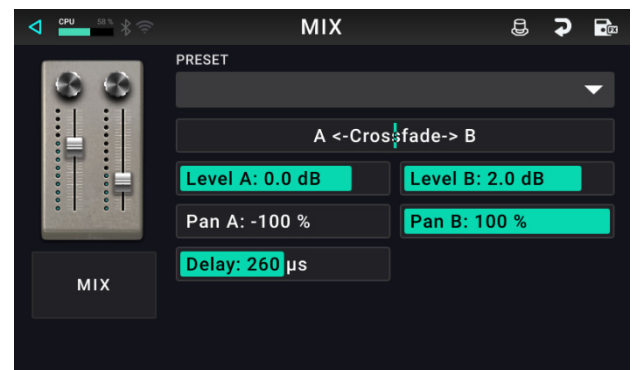 CPU 58 % MIX FX
PRESET
A <-Crossfade-> B
Level A: 0.0 dB Level B: 2.0 dB
Pan A: -100 % Pan B: 100 %
Delay: 260 µs
MIX